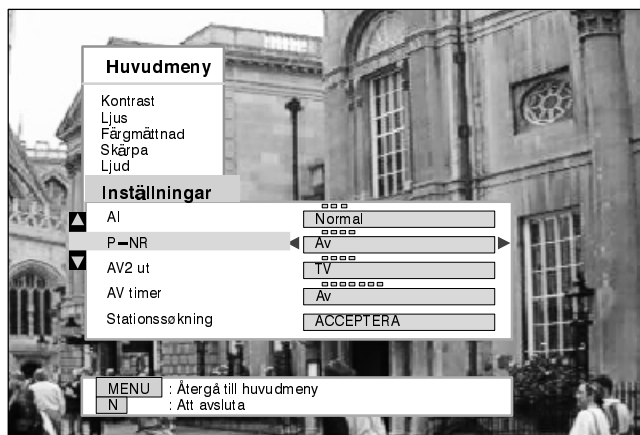 Huvudmeny
Kontrast
Ljus
Färgmättnad
Skärpa
Ljud
Inställningar
AI Normal
P-NR Av
AV2 ut TV
AV timer Av
Stationssøkning ACCEPTERA
MENU : Återgå till huvudmeny
N : Att avsluta